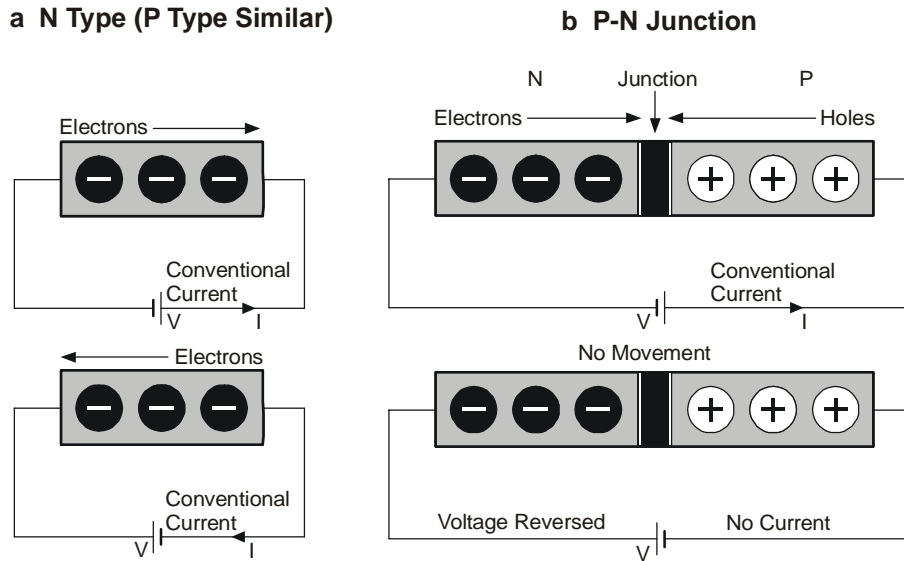 a N Type (P Type Similar)
Electrons
Conventional
Current
V
I
Electrons
Conventional
Current
V
I
b P-N Junction
N
Junction
P
Electrons
Holes
Conventional
Current
V
I
No Movement
Voltage Reversed
No Current
V